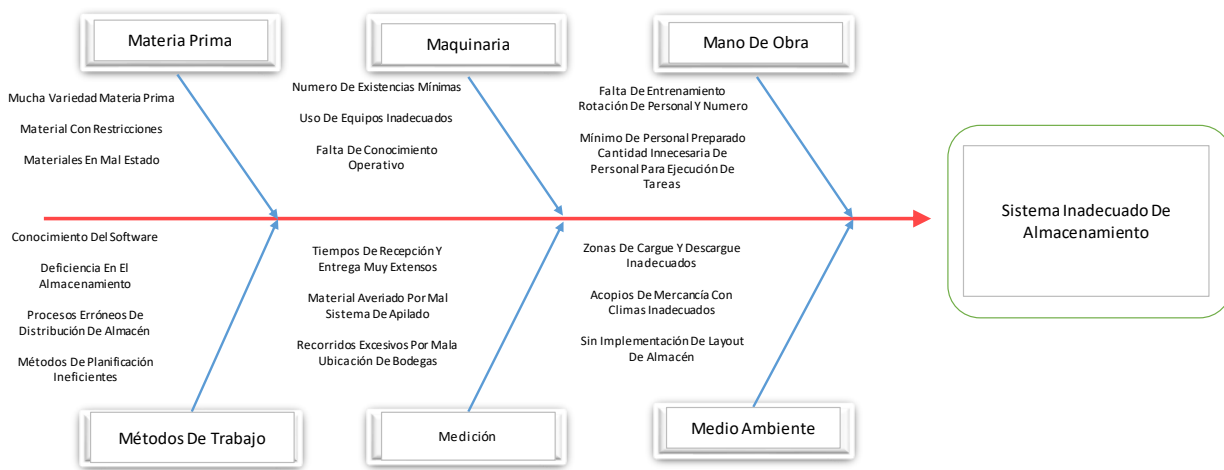 Materia Prima
Maquinaria
Mano De Obra
Mucha Variedad Materia Prima
Material Con Restricciones
Materiales En Mal Estado
Numero De Existencias Mínimas
Uso De Equipos Inadecuados
Falta De Conocimiento
Operativo
Falta De Entrenamiento
Rotación De Personal Y Numero
Mínimo De Personal Preparado
Cantidad Innecesaria De
Personal Para Ejecución De
Tareas
Sistema Inadecuado De
Almacenamiento
Conocimiento Del Software
Deficiencia En El
Almacenamiento
Procesos Erróneos De
Distribución De Almacén
Métodos De Planificación
Ineficientes
Tiempos De Recepción Y
Entrega Muy Extensos
Material Averiado Por Mal
Sistema De Apilado
Recorridos Excesivos Por Mala
Ubicación De Bodegas
Zonas De Cargue Y Descargue
Inadecuados
Acopios De Mercancía Con
Climas Inadecuados
Sin Implementación De Layout
De Almacén
Métodos De Trabajo
Medición
Medio Ambiente